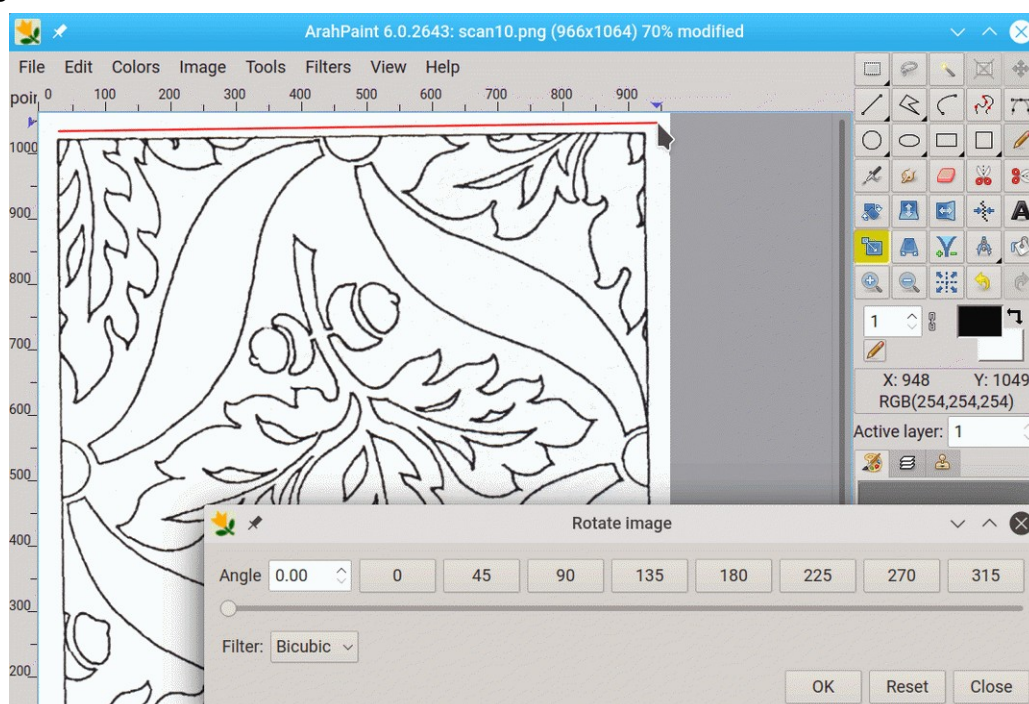 ArahPaint 6.0.2643: scan10.png (966x1064) 70% modified
File Edit Colors Image Tools Filters View Help
poir 0 100 200 300 400 500 600 700 800 900
1000
900
800
700
600
500
400
300
200
A
1
X: 948 Y: 1049
RGB(254,254,254)
Active layer: 1
Rotate image
Angle 0.00 0 45 90 135 180 225 270 315
Filter: Bicubic
OK Reset Close